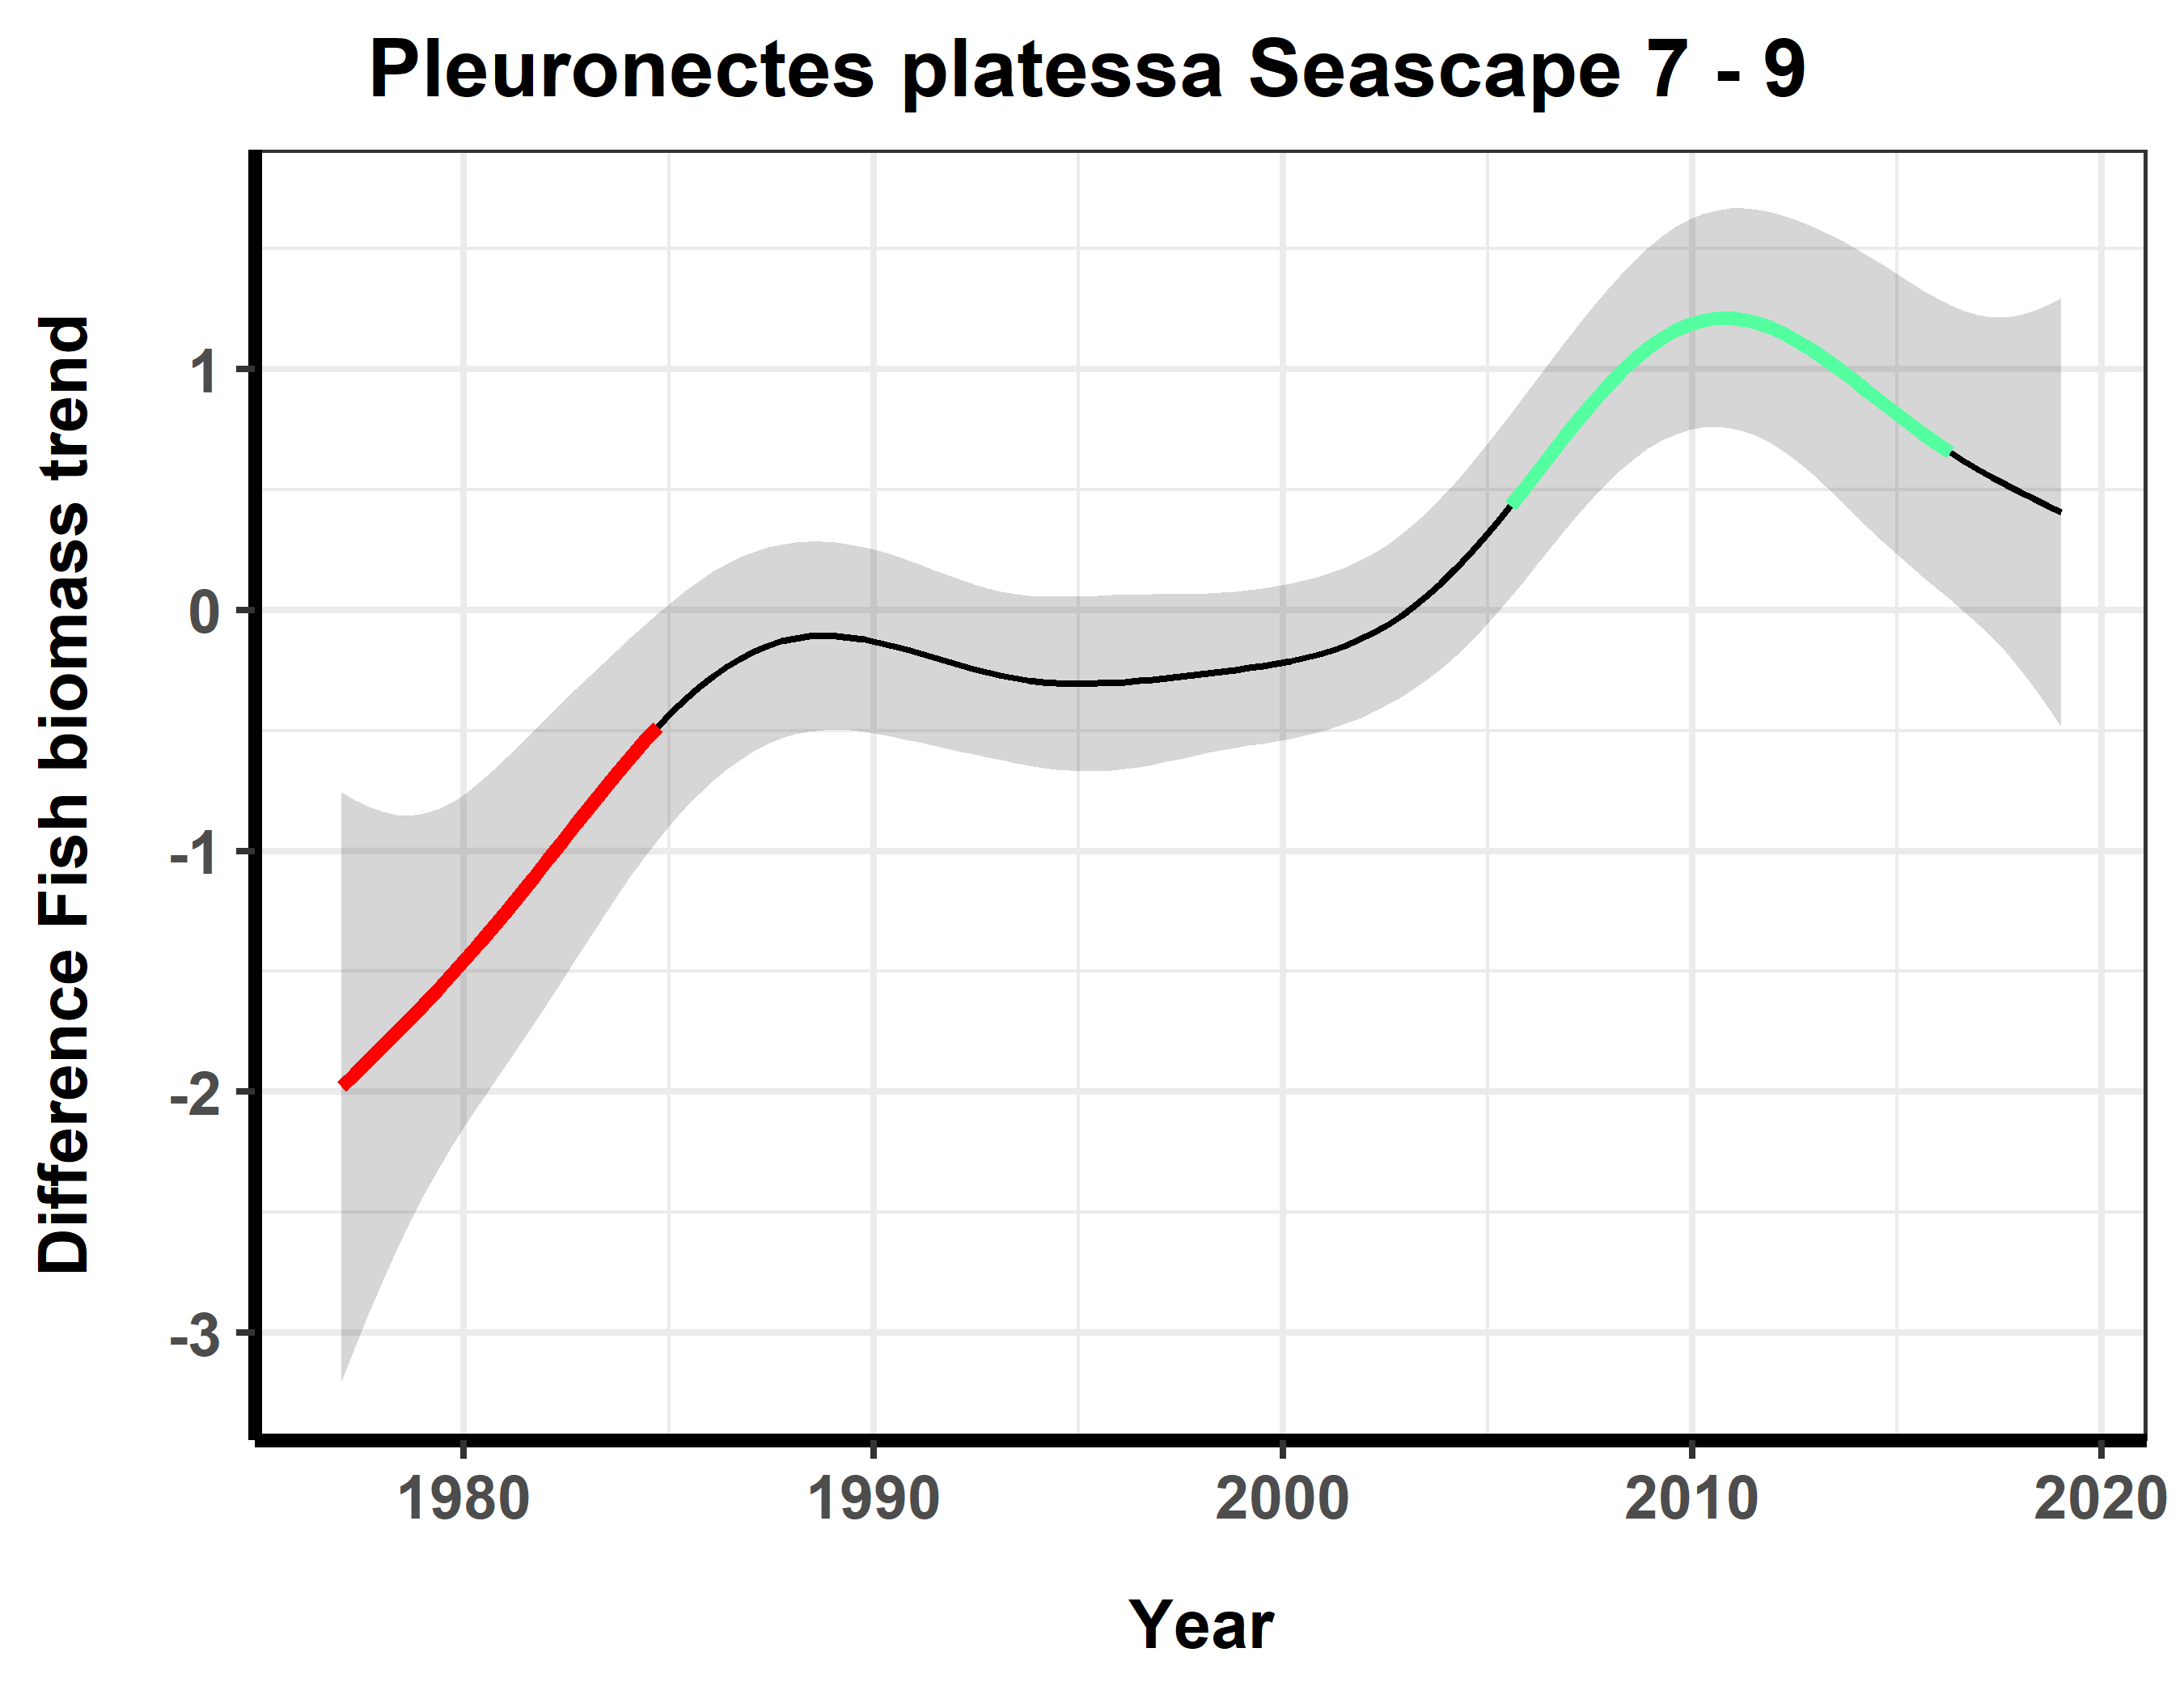 Pleuronectes platessa Seascape 7 - 9
Difference Fish biomass trend
1
0
-1
-2
-3
1980 1990 2000 2010 2020
Year